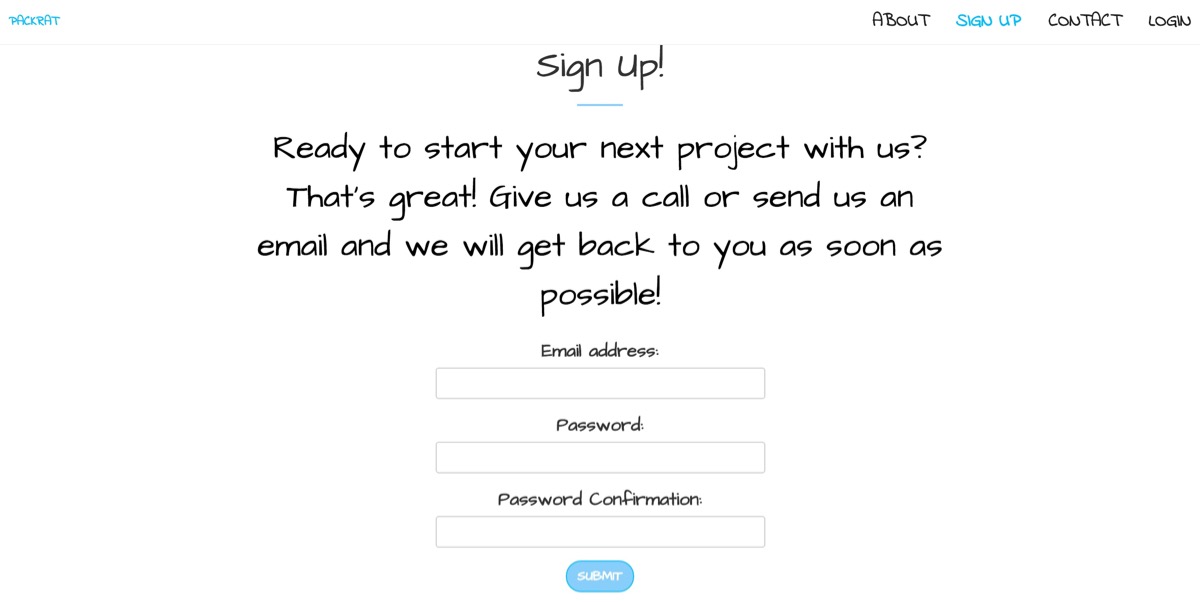 PACKRAT
ABOUT SIGN UP CONTACT LOGIN
Sign Up!
Ready to start your next project with us?
That's great! Give us a call or send us an
email and we will get back to you as soon as
possible!
Email address:
Password:
Password Confirmation:
SUBMIT